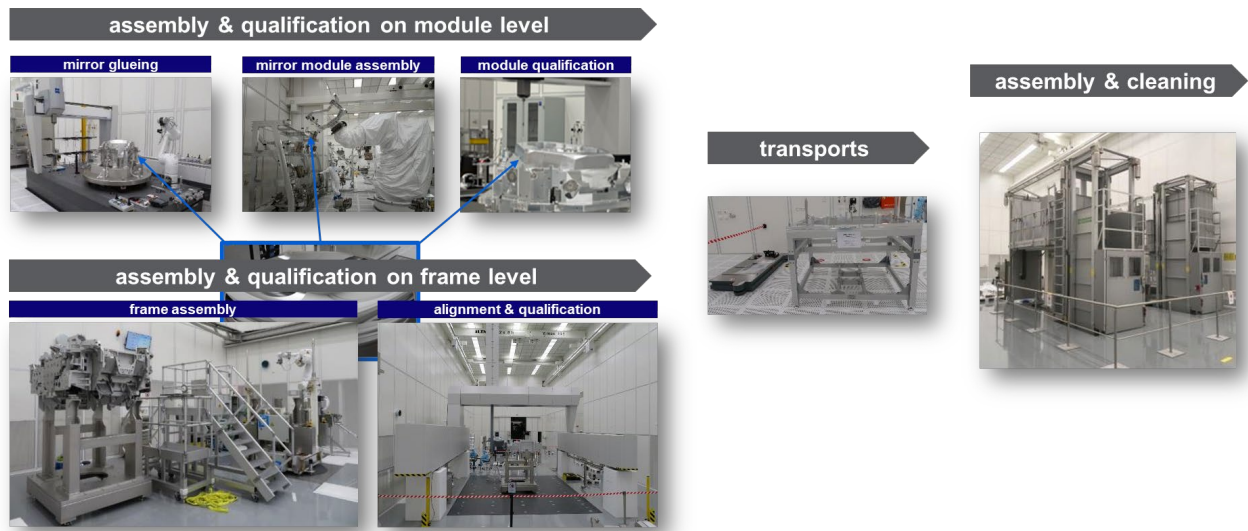 assembly & qualification on module level
mirror glueing
mirror module assembly
module qualification
assembly & cleaning
transports
assembly & qualification on frame level
frame assembly
alignment & qualification